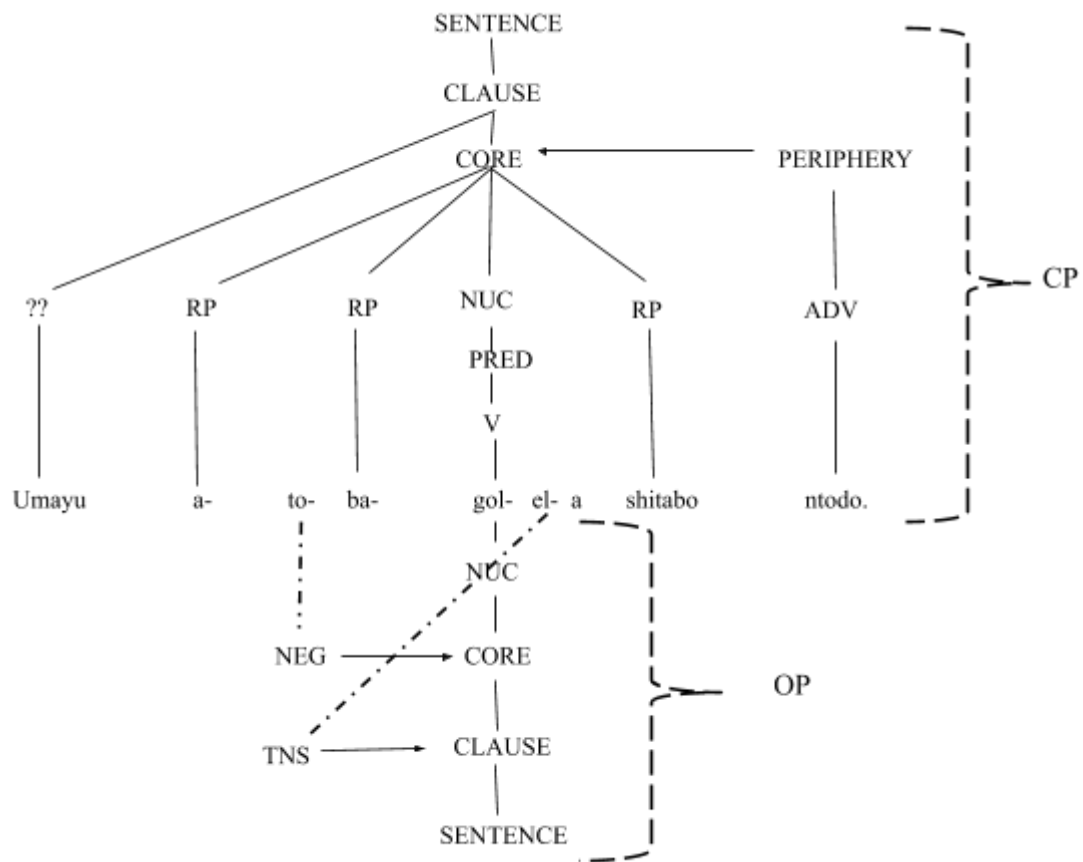 SENTENCE
CLAUSE
CORE PERIPHERY
?? RP RP NUC RP ADV CP
PRED
V
Umayu a- to- ba- gol- el- a shitabo ntodo.
NUC
NEG CORE
OP
TNS CLAUSE
SENTENCE